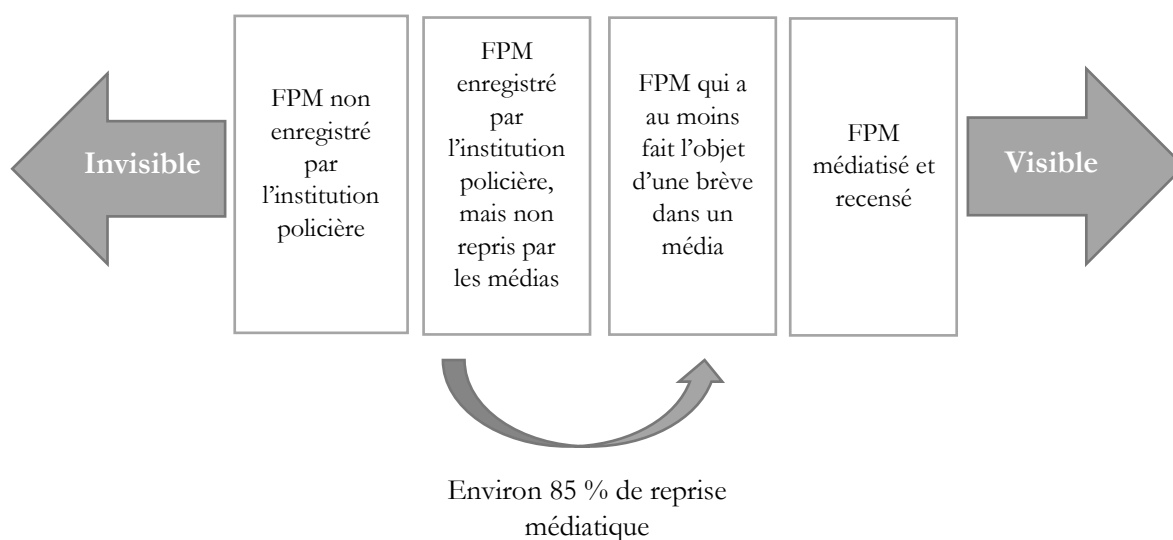 Invisible
FPM non
enregistré
par
l'institution
policière
FPM
enregistré
par
l'institution
policière,
mais non
repris par
les médias
FPM qui a
au moins
fait l'objet
d'une brève
dans un
média
FPM
médiatisé et
recensé
Visible
Environ 85 % de reprise
médiatique